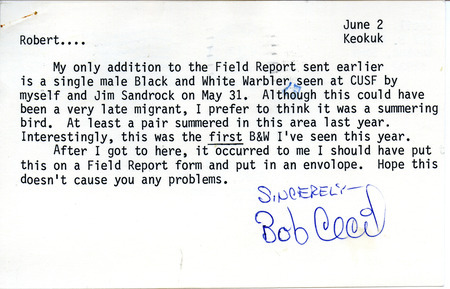 June 2
Robert.... Keokuk
My only addition to the Field Report sent earlier
is a single male Black and White Warbler seen at CUSF by
myself and Jim Sandrock on May 31. Although this could have
been a very late migrant, I prefer to think it was a summering
bird. At least a pair summered in this area last year.
Interestingly, this was the first B&W I've seen this year.
After I got to here, it occurred to me I should have put
this on a Field Report form and put in an envelope. Hope this
doesn't cause you any problems.
SINCERELY—
Bob Cecil